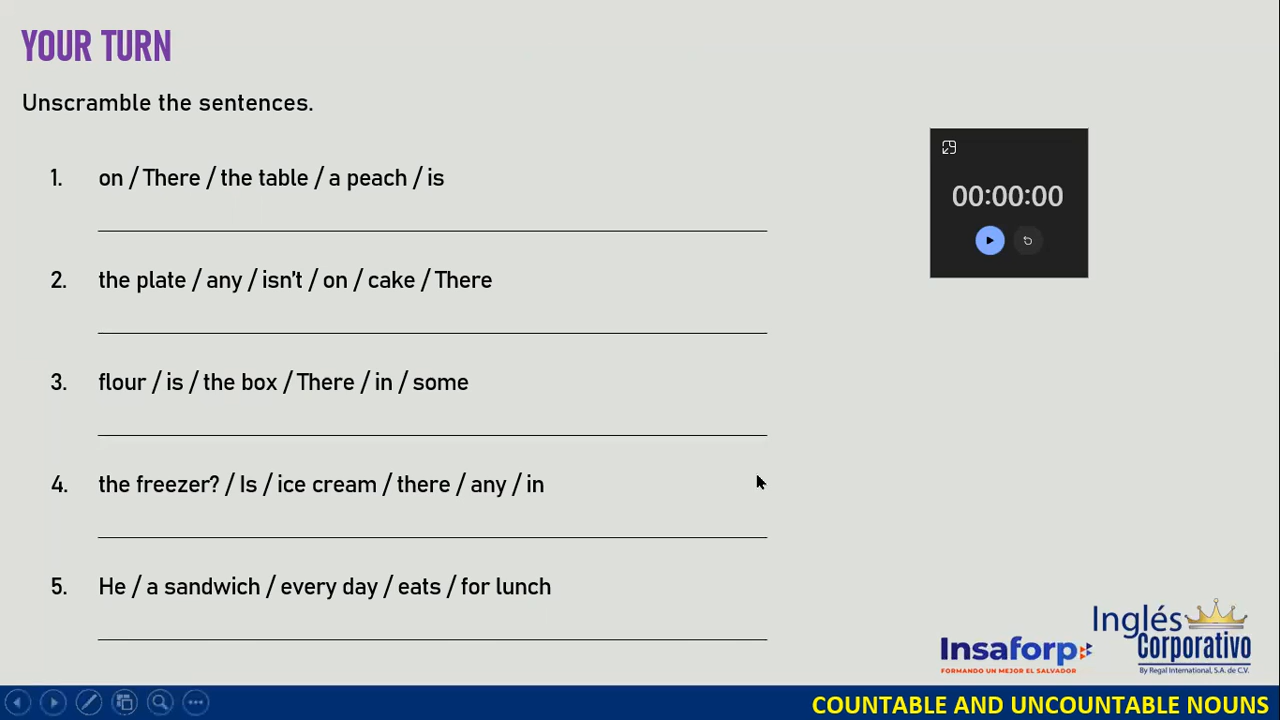 YOUR TURN
Unscramble the sentences.
1. on / There / the table / a peach / is
2. the plate / any / isn't / on / cake / There
3. flour / is / the box / There / in / some
4. the freezer? / Is / ice cream / there / any / in
5. He / a sandwich / every day / eats / for lunch
00:00:00
Insaforp
FORMANDO UN MEJOR EL SALVADOR
Inglés
Corporativo
By Regal International, S.A. de C.V.
COUNTABLE AND UNCOUNTABLE NOUNS